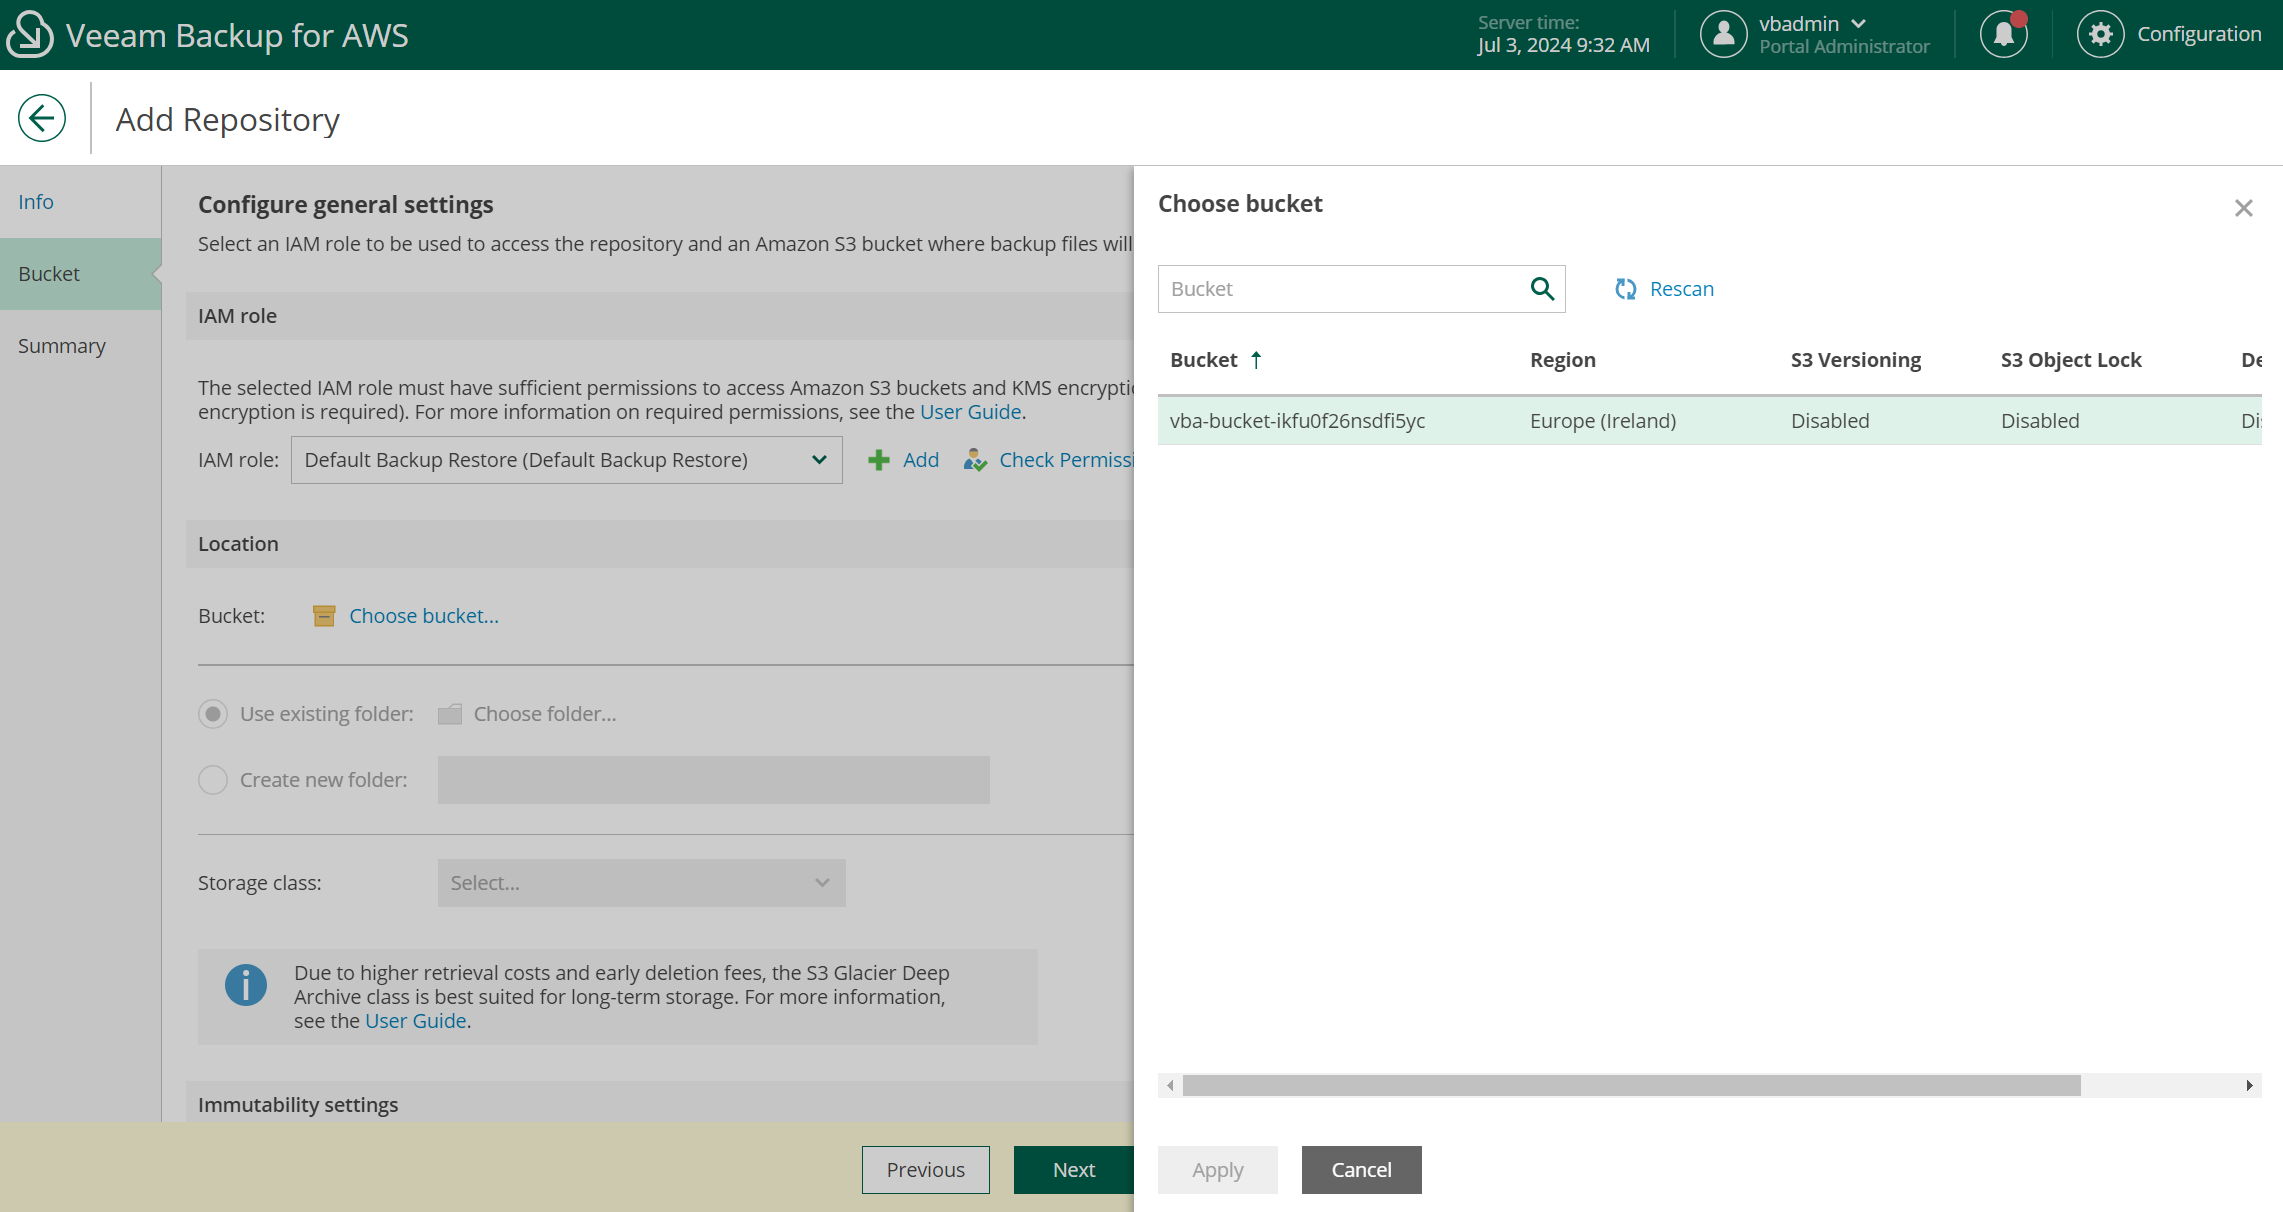 Veeam Backup for AWS
Server time:
Jul 3, 2024 9:32 AM
vbadmin
Portal Administrator
Configuration
Add Repository
Info
Bucket
Summary
Configure general settings
Select an IAM role to be used to access the repository and an Amazon S3 bucket where backup files will
IAM role
The selected IAM role must have sufficient permissions to access Amazon S3 buckets and KMS encryptio
encryption is required). For more information on required permissions, see the User Guide.
IAM role: Default Backup Restore (Default Backup Restore) Add Check Permissi
Location
Bucket: Choose bucket...
Use existing folder: Choose folder...
Create new folder:
Storage class: Select...
Due to higher retrieval costs and early deletion fees, the S3 Glacier Deep
Archive class is best suited for long-term storage. For more information,
see the User Guide.
Immutability settings
Previous Next
Choose bucket
Bucket Rescan
Bucket Region S3 Versioning S3 Object Lock De
vba-bucket-ikfu0f26nsdfi5yc Europe (Ireland) Disabled Disabled Di
Apply Cancel